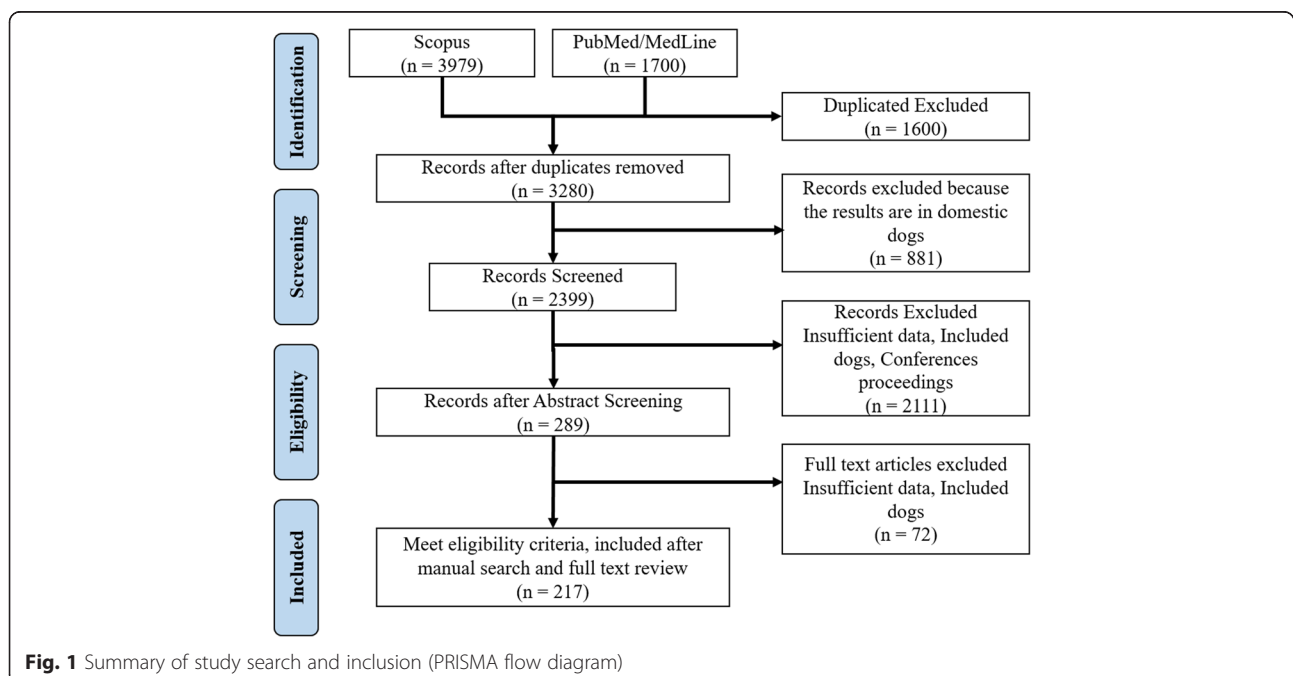 Identification
Scopus
(n = 3979)
PubMed/MedLine
(n = 1700)
Duplicated Excluded
(n = 1600)
Records after duplicates removed
(n = 3280)
Screening
Records excluded because
the results are in domestic
dogs
(n = 881)
Records Screened
(n = 2399)
Eligibility
Records Excluded
Insufficient data, Included
dogs, Conferences
proceedings
(n = 2111)
Records after Abstract Screening
(n = 289)
Full text articles excluded
Insufficient data, Included
dogs
(n = 72)
Included
Meet eligibility criteria, included after
manual search and full text review
(n = 217)
Fig. 1 Summary of study search and inclusion (PRISMA flow diagram)